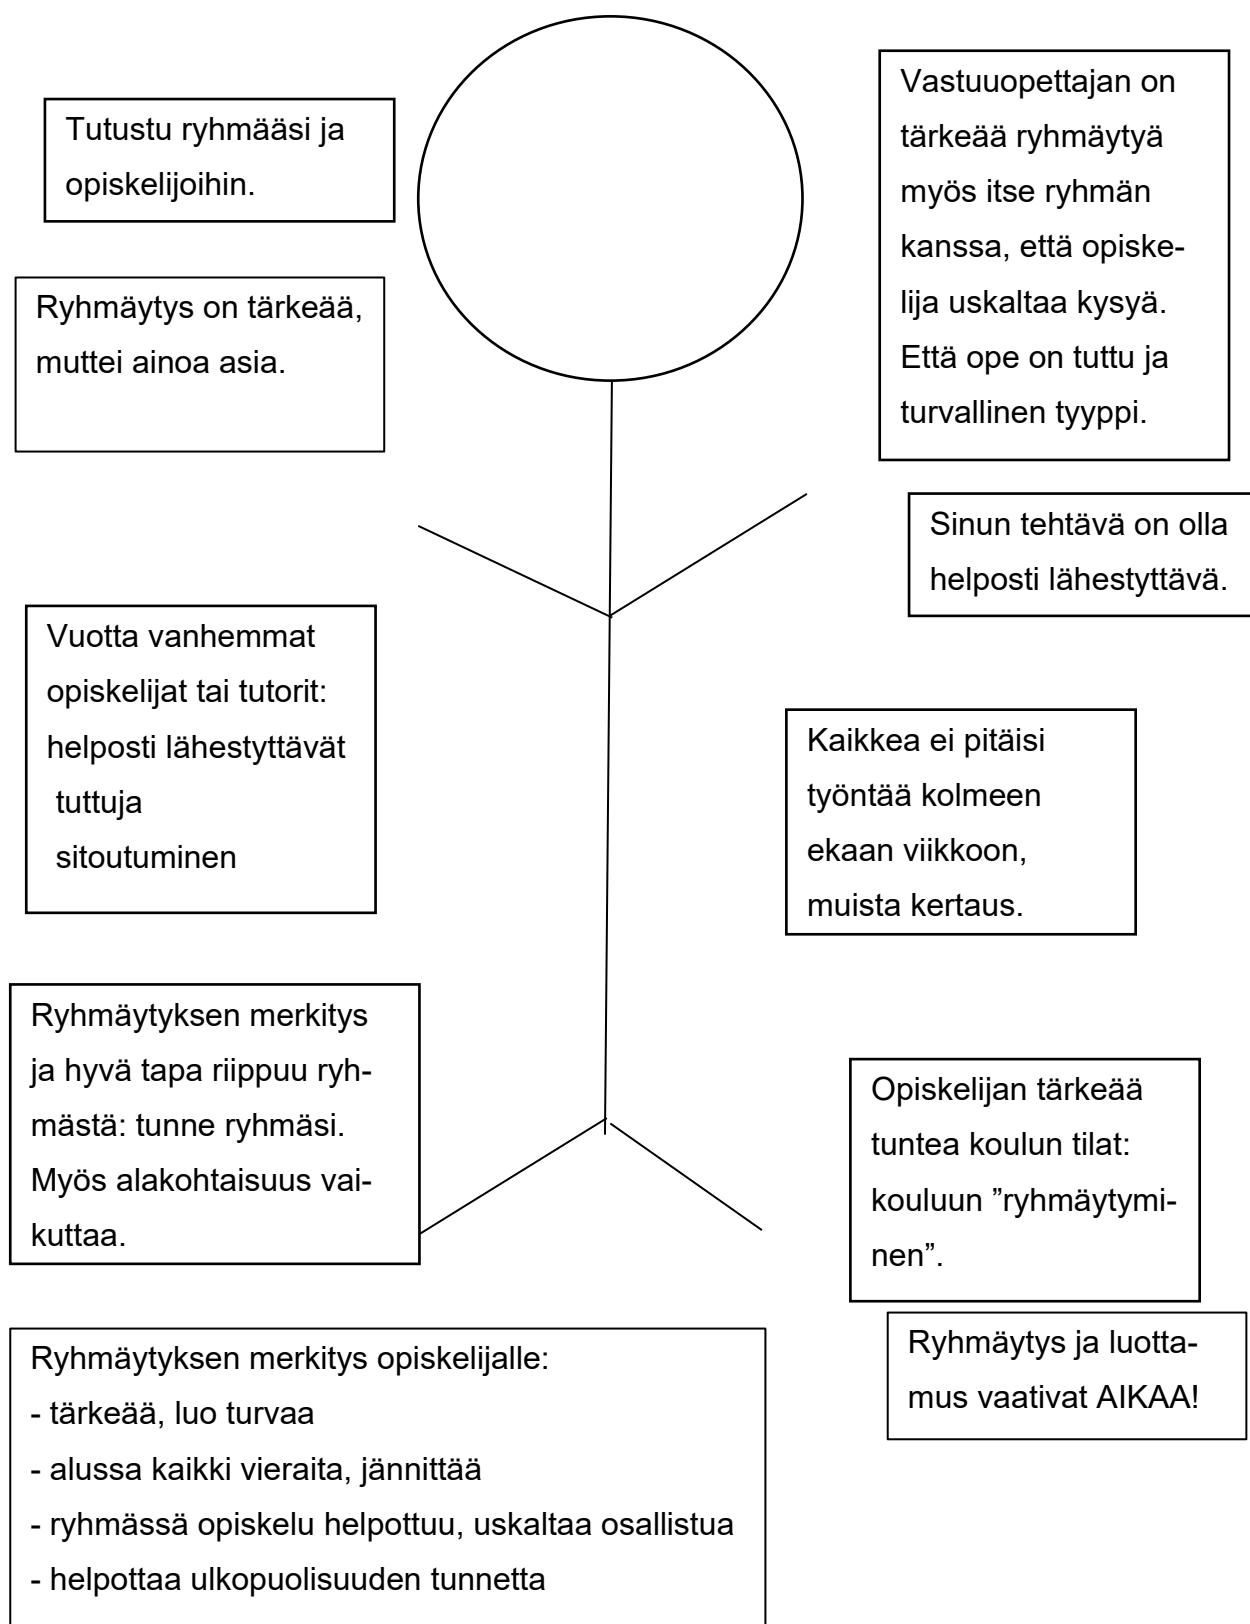 Tutustu ryhmääsi ja
opiskelijoihin.
Vastuuopettajan on
tärkeää ryhmäytyä
myös itse ryhmän
kanssa, että opiske-
lija uskaltaa kysyä.
Että ope on tuttu ja
turvallinen tyyppi.
Ryhmäytys on tärkeää,
muttei ainoa asia.
Sinun tehtävä on olla
helposti lähestyttävä.
Vuotta vanhemmat
opiskelijat tai tutorit:
helposti lähestyttävät
tuttuja
sitoutuminen
Kaikkea ei pitäisi
työntää kolmeen
ekaan viikkoon,
muista kertaus.
Ryhmäytyksen merkitys
ja hyvä tapa riippuu ryh-
mästä: tunne ryhmäsi.
Myös alakohtaisuus vai-
kuttaa.
Opiskelijan tärkeää
tuntea koulun tilat:
kouluun ”ryhmäytymi-
nen”.
Ryhmäytys ja luotta-
mus vaativat AIKAA!
Ryhmäytyksen merkitys opiskelijalle:
- tärkeää, luo turvaa
- alussa kaikki vieraita, jännittää
- ryhmässä opiskelu helpottuu, uskaltaa osallistua
- helpottaa ulkopuolisuuden tunnetta